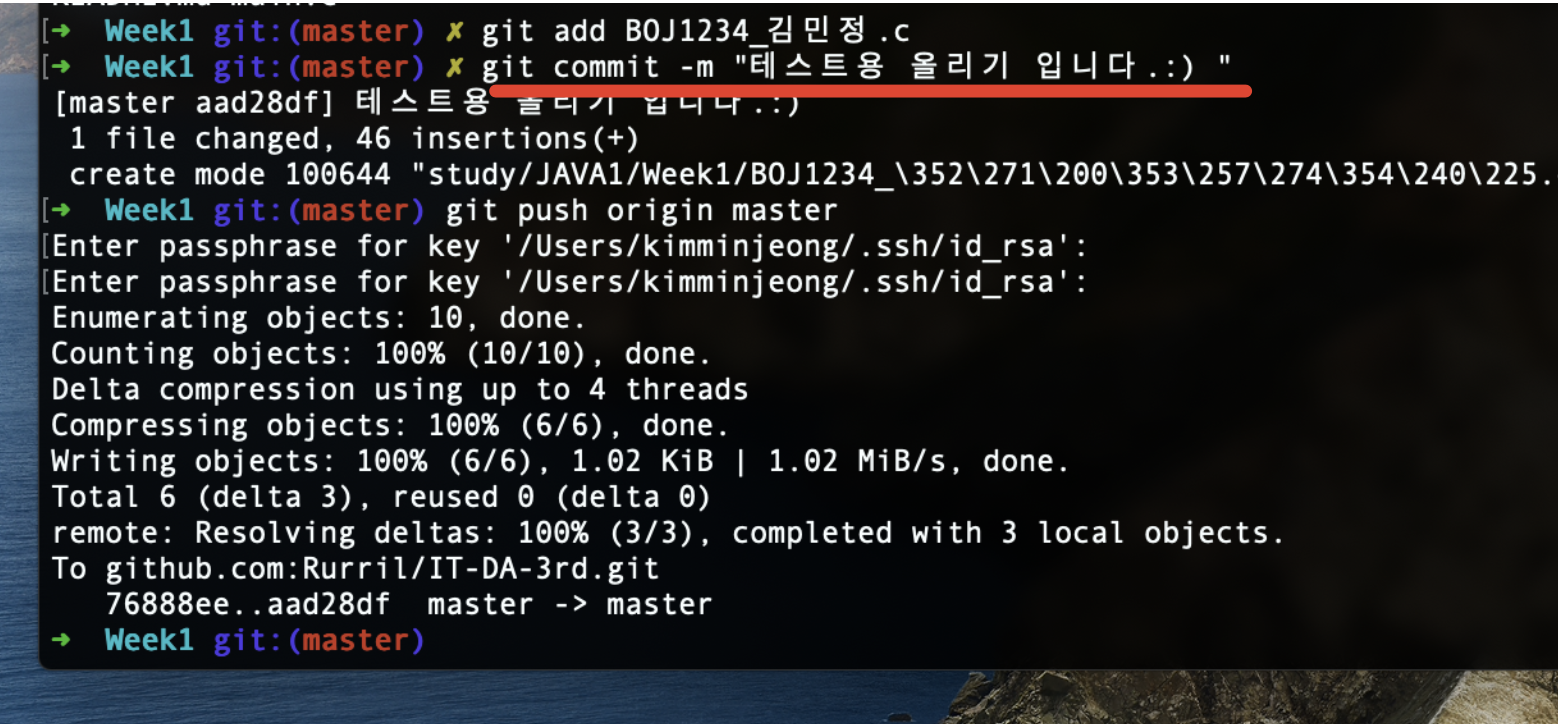 ➜ Week1 git:(master) ✗ git add BOJ1234_김민정.c
➜ Week1 git:(master) ✗ git commit -m "테스트용 올리기 입니다.:) "
[master aad28df] 테스트용 올리기 입니다.:)
1 file changed, 46 insertions(+)
create mode 100644 "study/JAVA1/Week1/BOJ1234_\352\271\200\353\257\274\354\240\225.
➜ Week1 git:(master) git push origin master
Enter passphrase for key '/Users/kimminjeong/.ssh/id_rsa':
Enter passphrase for key '/Users/kimminjeong/.ssh/id_rsa':
Enumerating objects: 10, done.
Counting objects: 100% (10/10), done.
Delta compression using up to 4 threads
Compressing objects: 100% (6/6), done.
Writing objects: 100% (6/6), 1.02 KiB | 1.02 MiB/s, done.
Total 6 (delta 3), reused 0 (delta 0)
remote: Resolving deltas: 100% (3/3), completed with 3 local objects.
To github.com:Rurril/IT-DA-3rd.git
76888ee..aad28df master -> master
➜ Week1 git:(master)